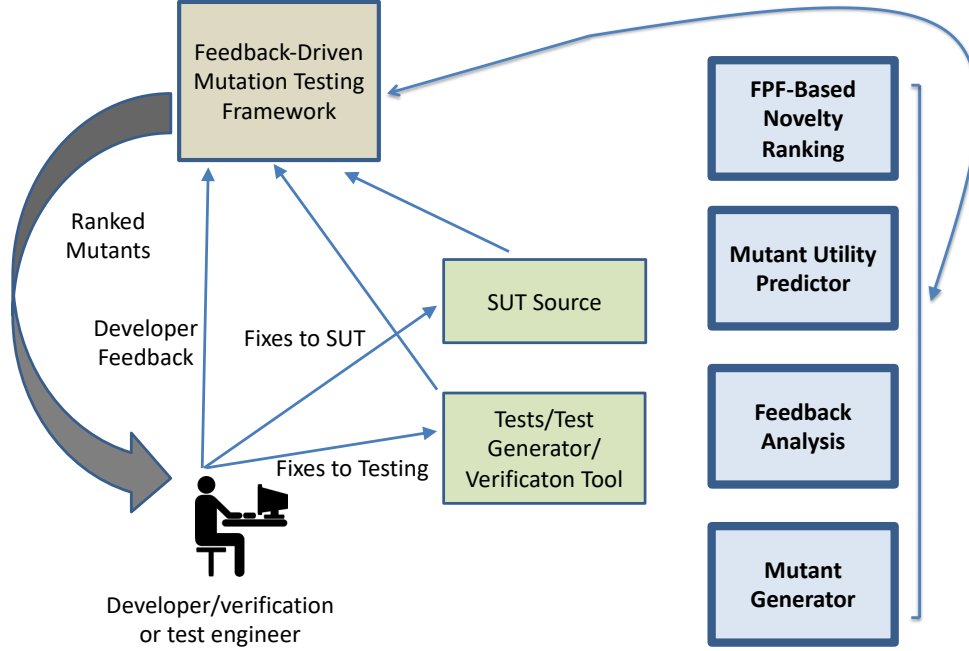 Feedback-Driven
Mutation Testing
Framework
Ranked
Mutants
Developer
Feedback
Fixes to SUT
Fixes to Testing
SUT Source
Tests/Test
Generator/
Verificaton Tool
Developer/verification
or test engineer
FPF-Based
Novelty
Ranking
Mutant Utility
Predictor
Feedback
Analysis
Mutant
Generator